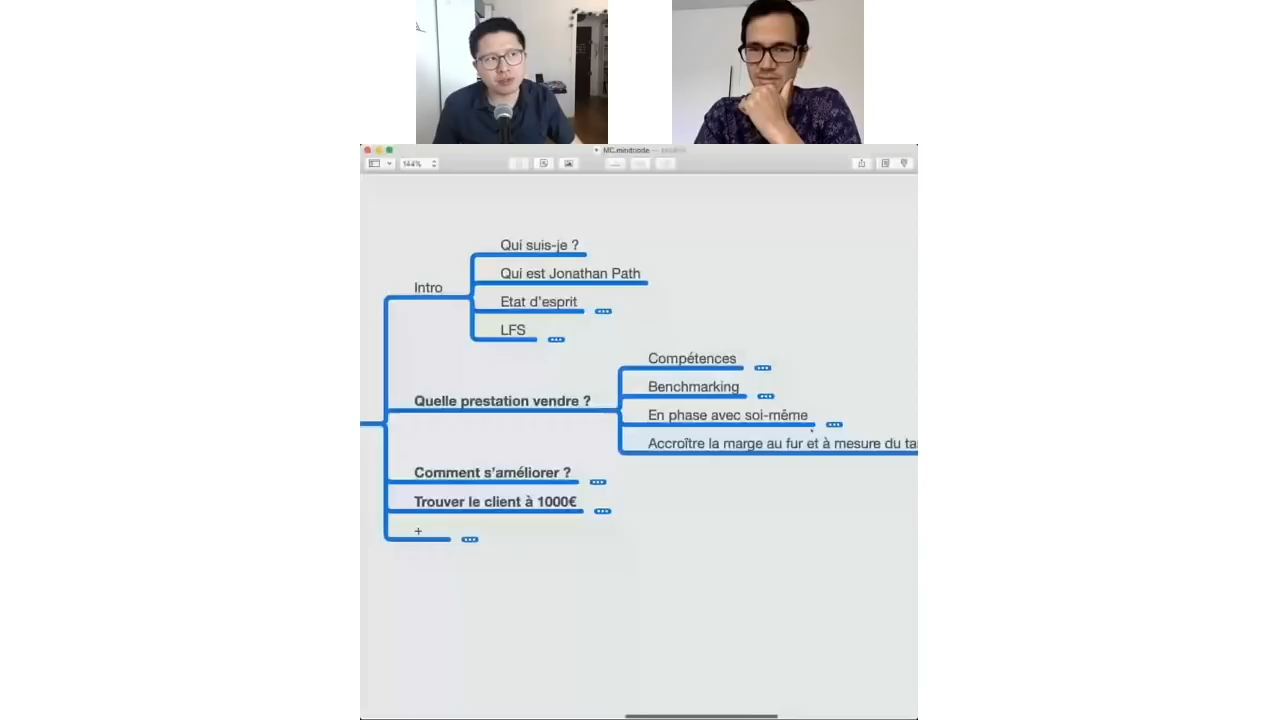 MC.mindnode
144%
Qui suis-je ?
Qui est Jonathan Path
Intro
Etat d'esprit
LFS
Compétences
Quelle prestation vendre ?
Benchmarking
En phase avec soi-même
Accroître la marge au fur et à mesure du ta
Comment s'améliorer ?
Trouver le client à 1000€
+